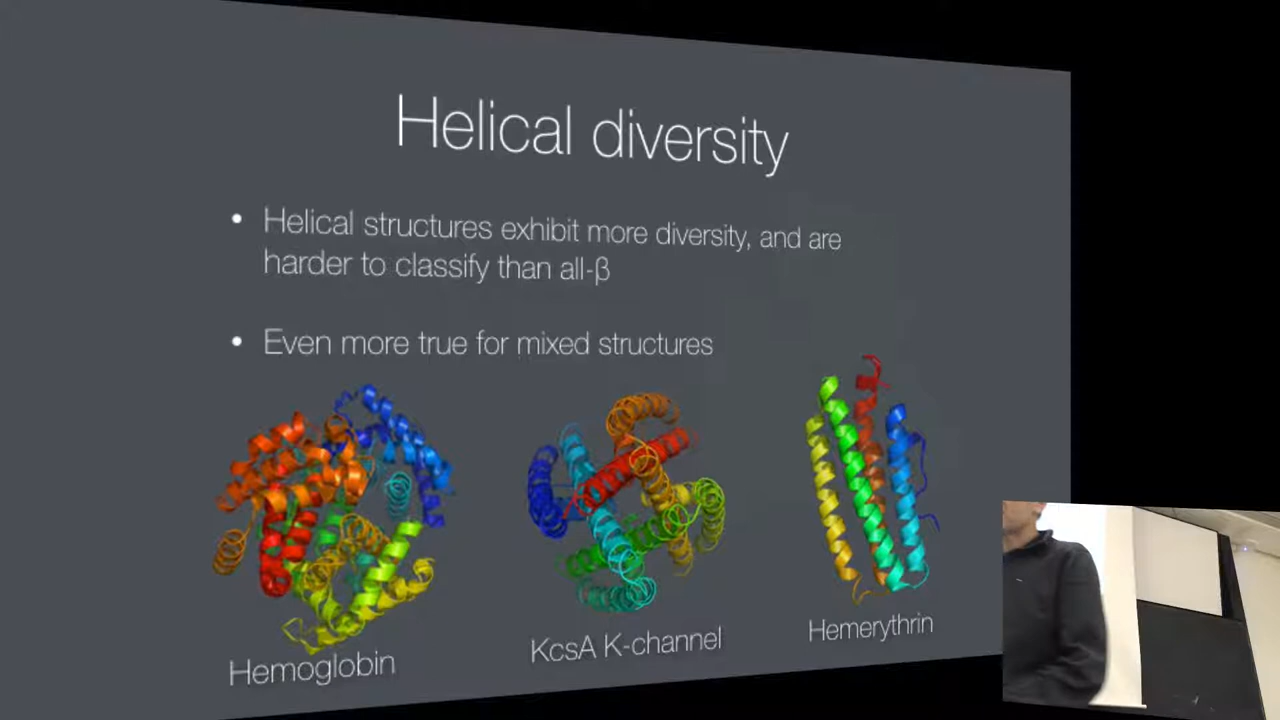 Helical diversity
• Helical structures exhibit more diversity, and are
harder to classify than all-β
• Even more true for mixed structures
Hemoglobin
KcsA K-channel
Hemerythrin